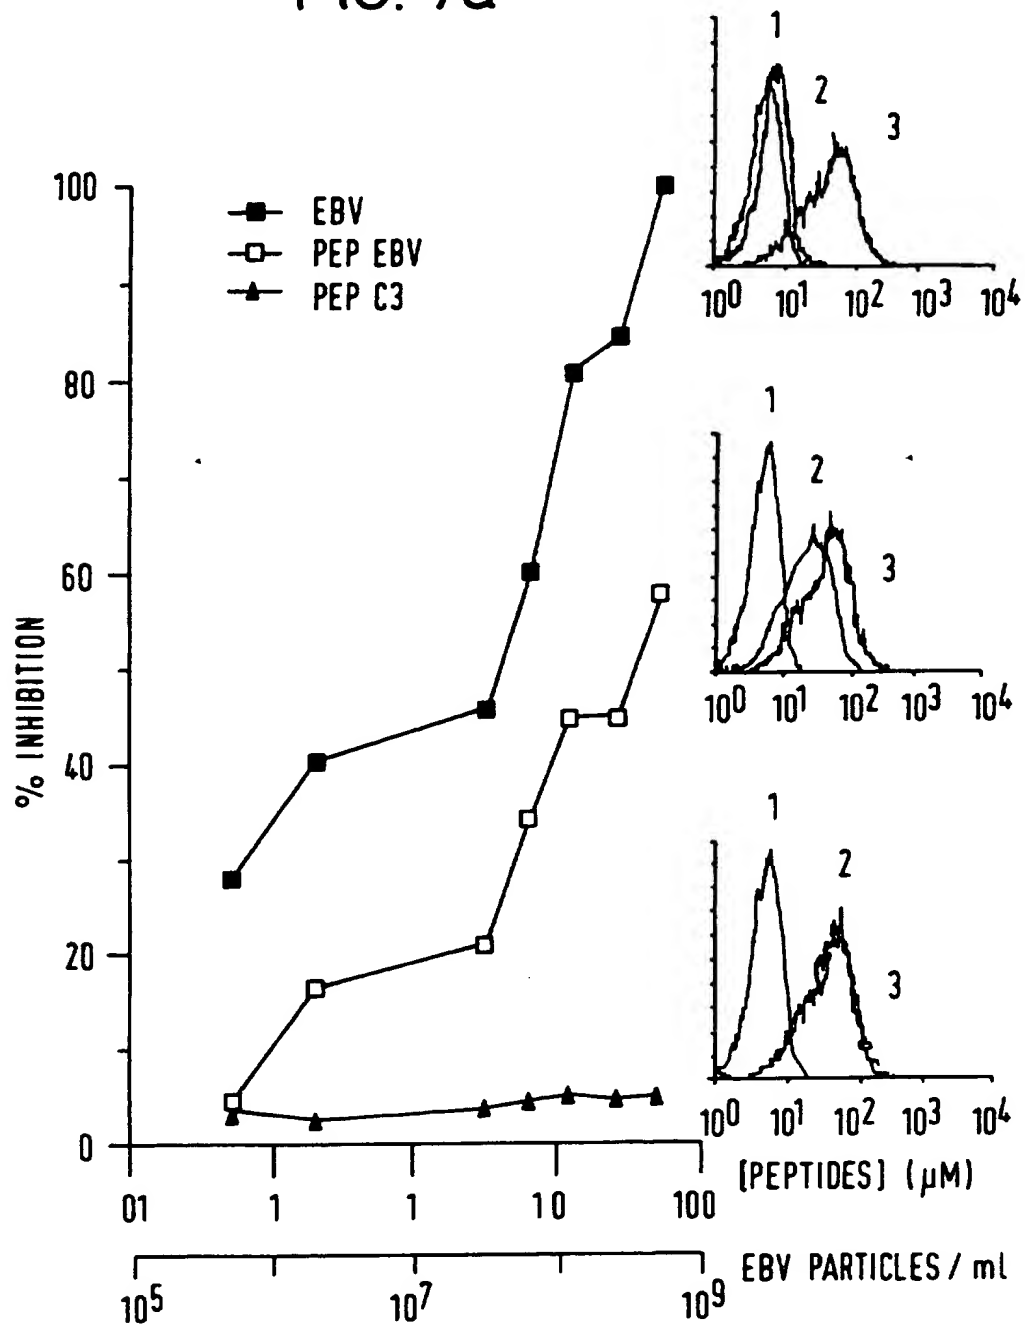 1
2
3
10⁰ 10¹ 10² 10³ 10⁴
100
80
60
40
20
0
% INHIBITION
EBV
PEP EBV
PEP C3
1
2
3
10⁰ 10¹ 10² 10³ 10⁴
1
2
3
10⁰ 10¹ 10² 10³ 10⁴
01 1 1 10 100
[PEPTIDES] (µM)
10⁵ 10⁷ 10⁹
EBV PARTICLES / ml